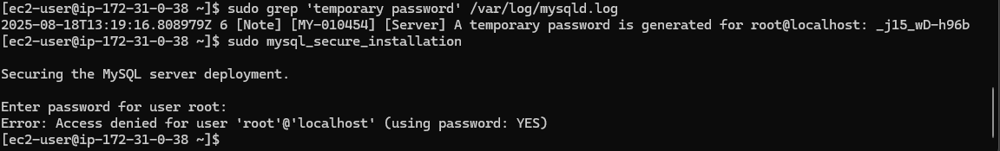 [ec2-user@ip-172-31-0-38 ~]$ sudo grep 'temporary password' /var/log/mysqld.log
2025-08-18T13:19:16.808979Z 6 [Note] [MY-010454] [Server] A temporary password is generated for root@localhost: _j15_wD-h96b
[ec2-user@ip-172-31-0-38 ~]$ sudo mysql_secure_installation
Securing the MySQL server deployment.
Enter password for user root:
Error: Access denied for user 'root'@'localhost' (using password: YES)
[ec2-user@ip-172-31-0-38 ~]$